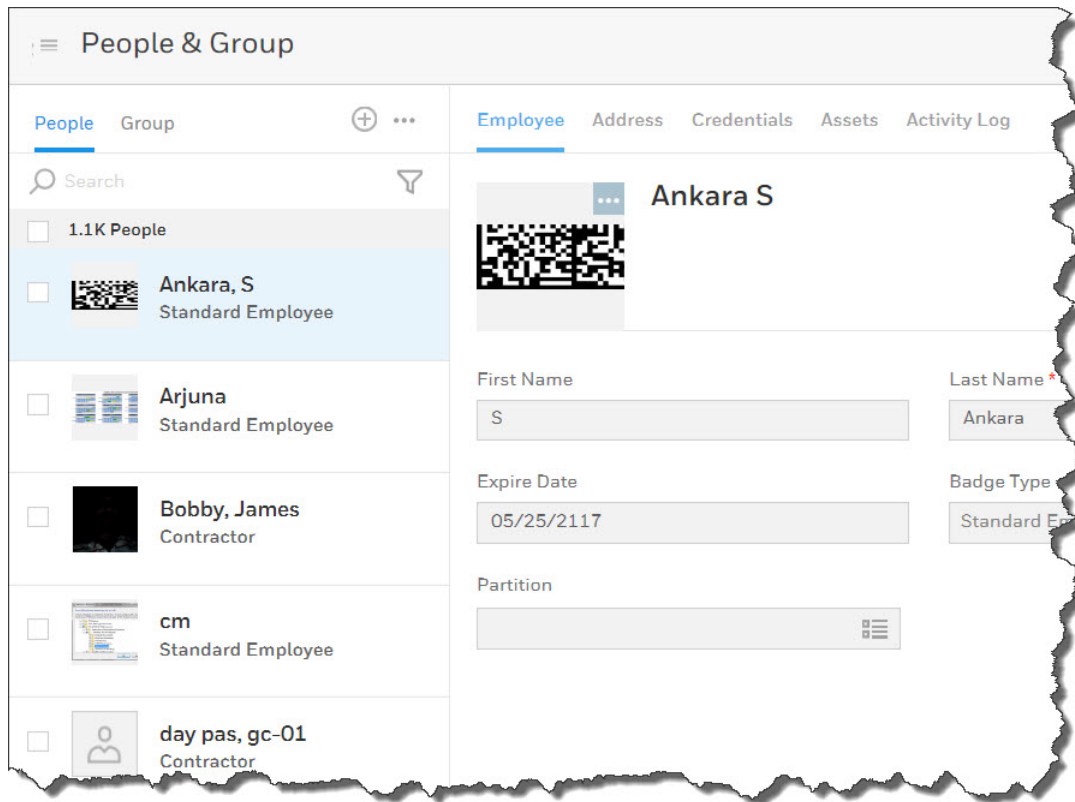 People & Group
People Group
Search
1.1K People
Ankara, S
Standard Employee
Arjuna
Standard Employee
Bobby, James
Contractor
cm
Standard Employee
day pas, gc-01
Contractor
Employee Address Credentials Assets Activity Log
Ankara S
First Name
S
Last Name *
Ankara
Expire Date
05/25/2117
Badge Type
Standard
Partition